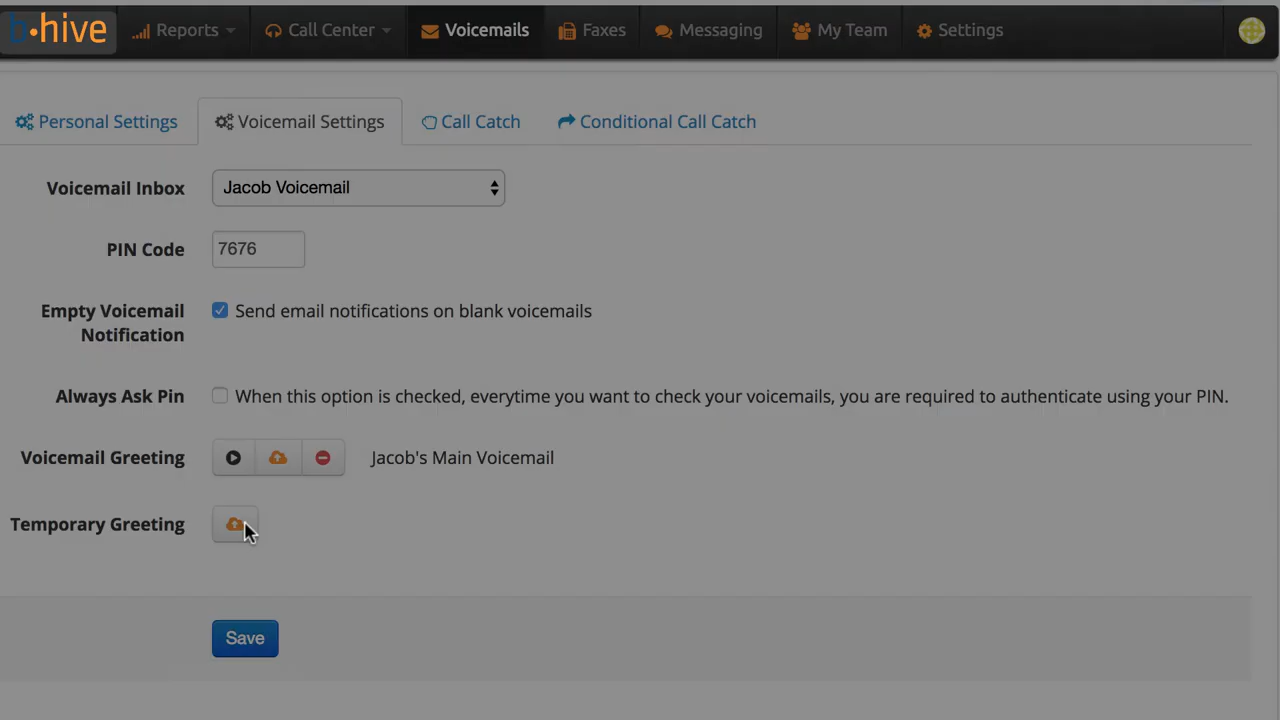 b·hive Reports Call Center Voicemails Faxes Messaging My Team Settings
Personal Settings Voicemail Settings Call Catch Conditional Call Catch
Voicemail Inbox Jacob Voicemail
PIN Code 7676
Empty Voicemail Notification Send email notifications on blank voicemails
Always Ask Pin When this option is checked, everytime you want to check your voicemails, you are required to authenticate using your PIN.
Voicemail Greeting Jacob's Main Voicemail
Temporary Greeting
Save